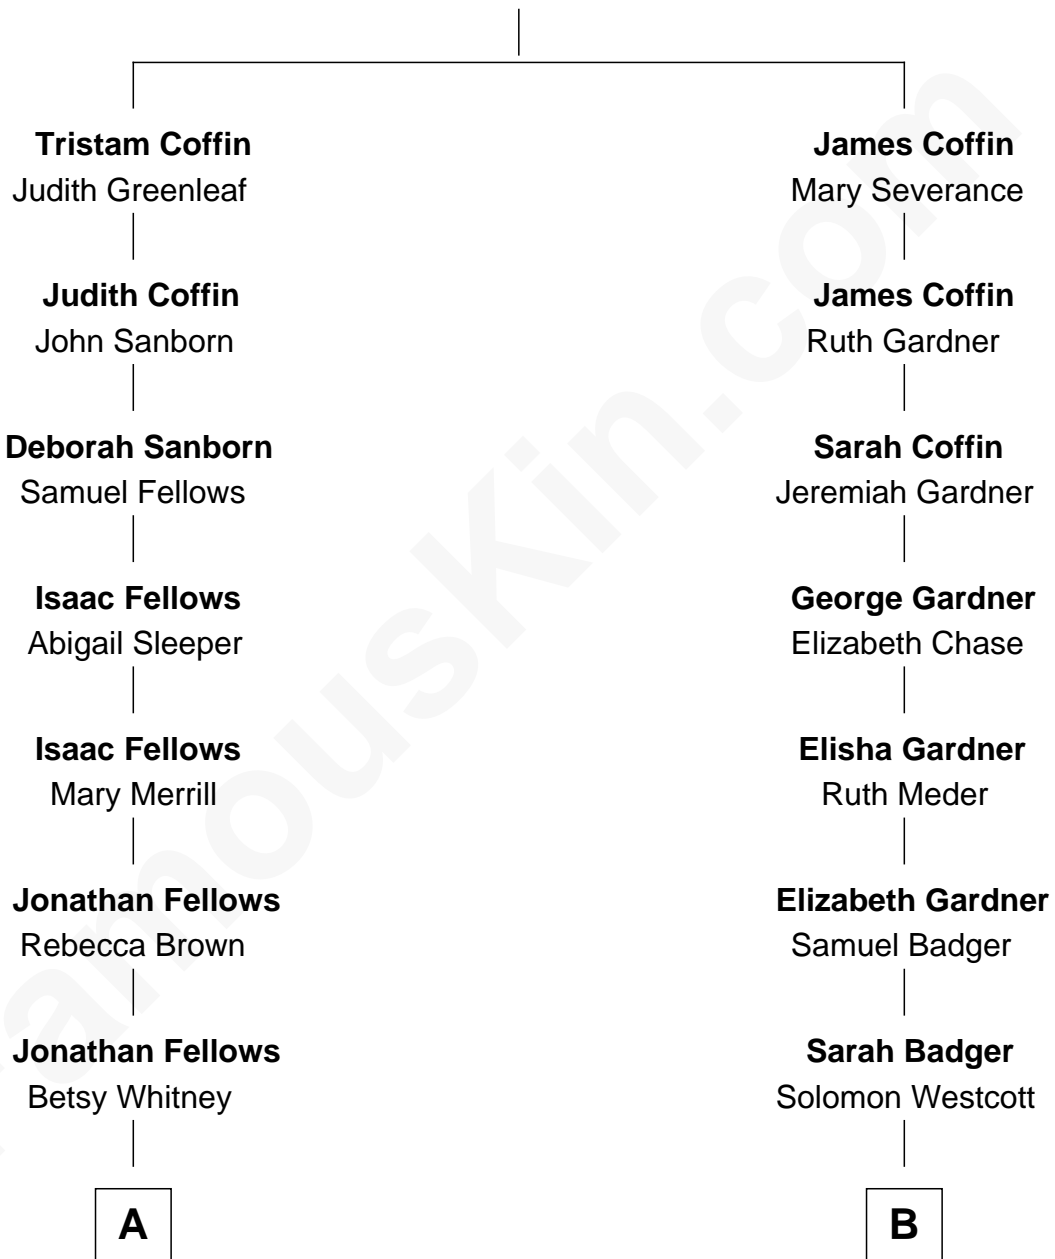 Tristam Coffin
Judith Greenleaf
Judith Coffin
John Sanborn
Deborah Sanborn
Samuel Fellows
Isaac Fellows
Abigail Sleeper
Isaac Fellows
Mary Merrill
Jonathan Fellows
Rebecca Brown
Jonathan Fellows
Betsy Whitney
A
James Coffin
Mary Severance
James Coffin
Ruth Gardner
Sarah Coffin
Jeremiah Gardner
George Gardner
Elizabeth Chase
Elisha Gardner
Ruth Meder
Elizabeth Gardner
Samuel Badger
Sarah Badger
Solomon Westcott
B
FamousKin.com